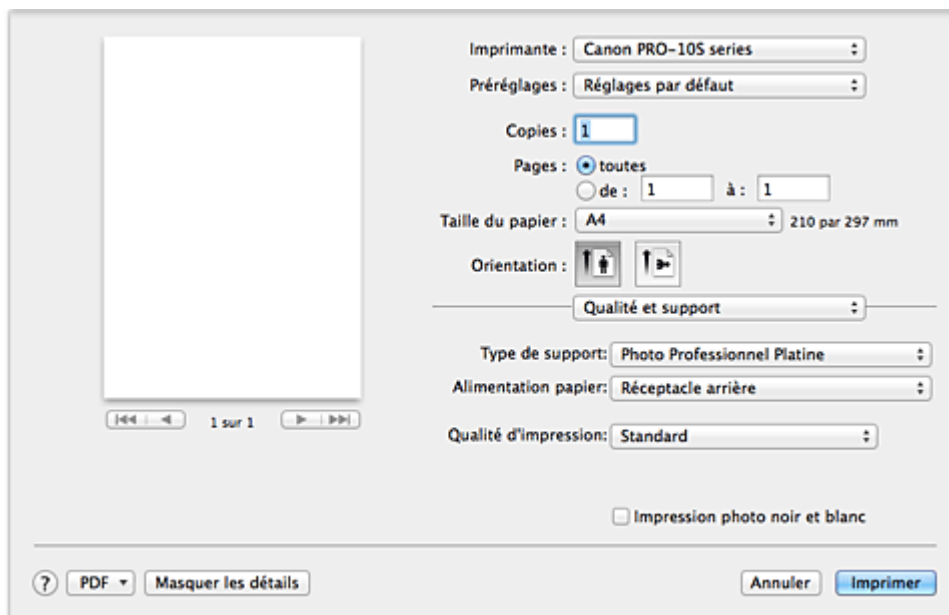 Imprimante : Canon PRO-10S series
Préréglages : Réglages par défaut
Copies : 1
Pages : toutes
de : 1 à : 1
Taille du papier : A4 210 par 297 mm
Orientation :
Qualité et support
Type de support: Photo Professionnel Platine
Alimentation papier: Réceptacle arrière
1 sur 1
Qualité d'impression: Standard
Impression photo noir et blanc
? PDF Masquer les détails Annuler Imprimer